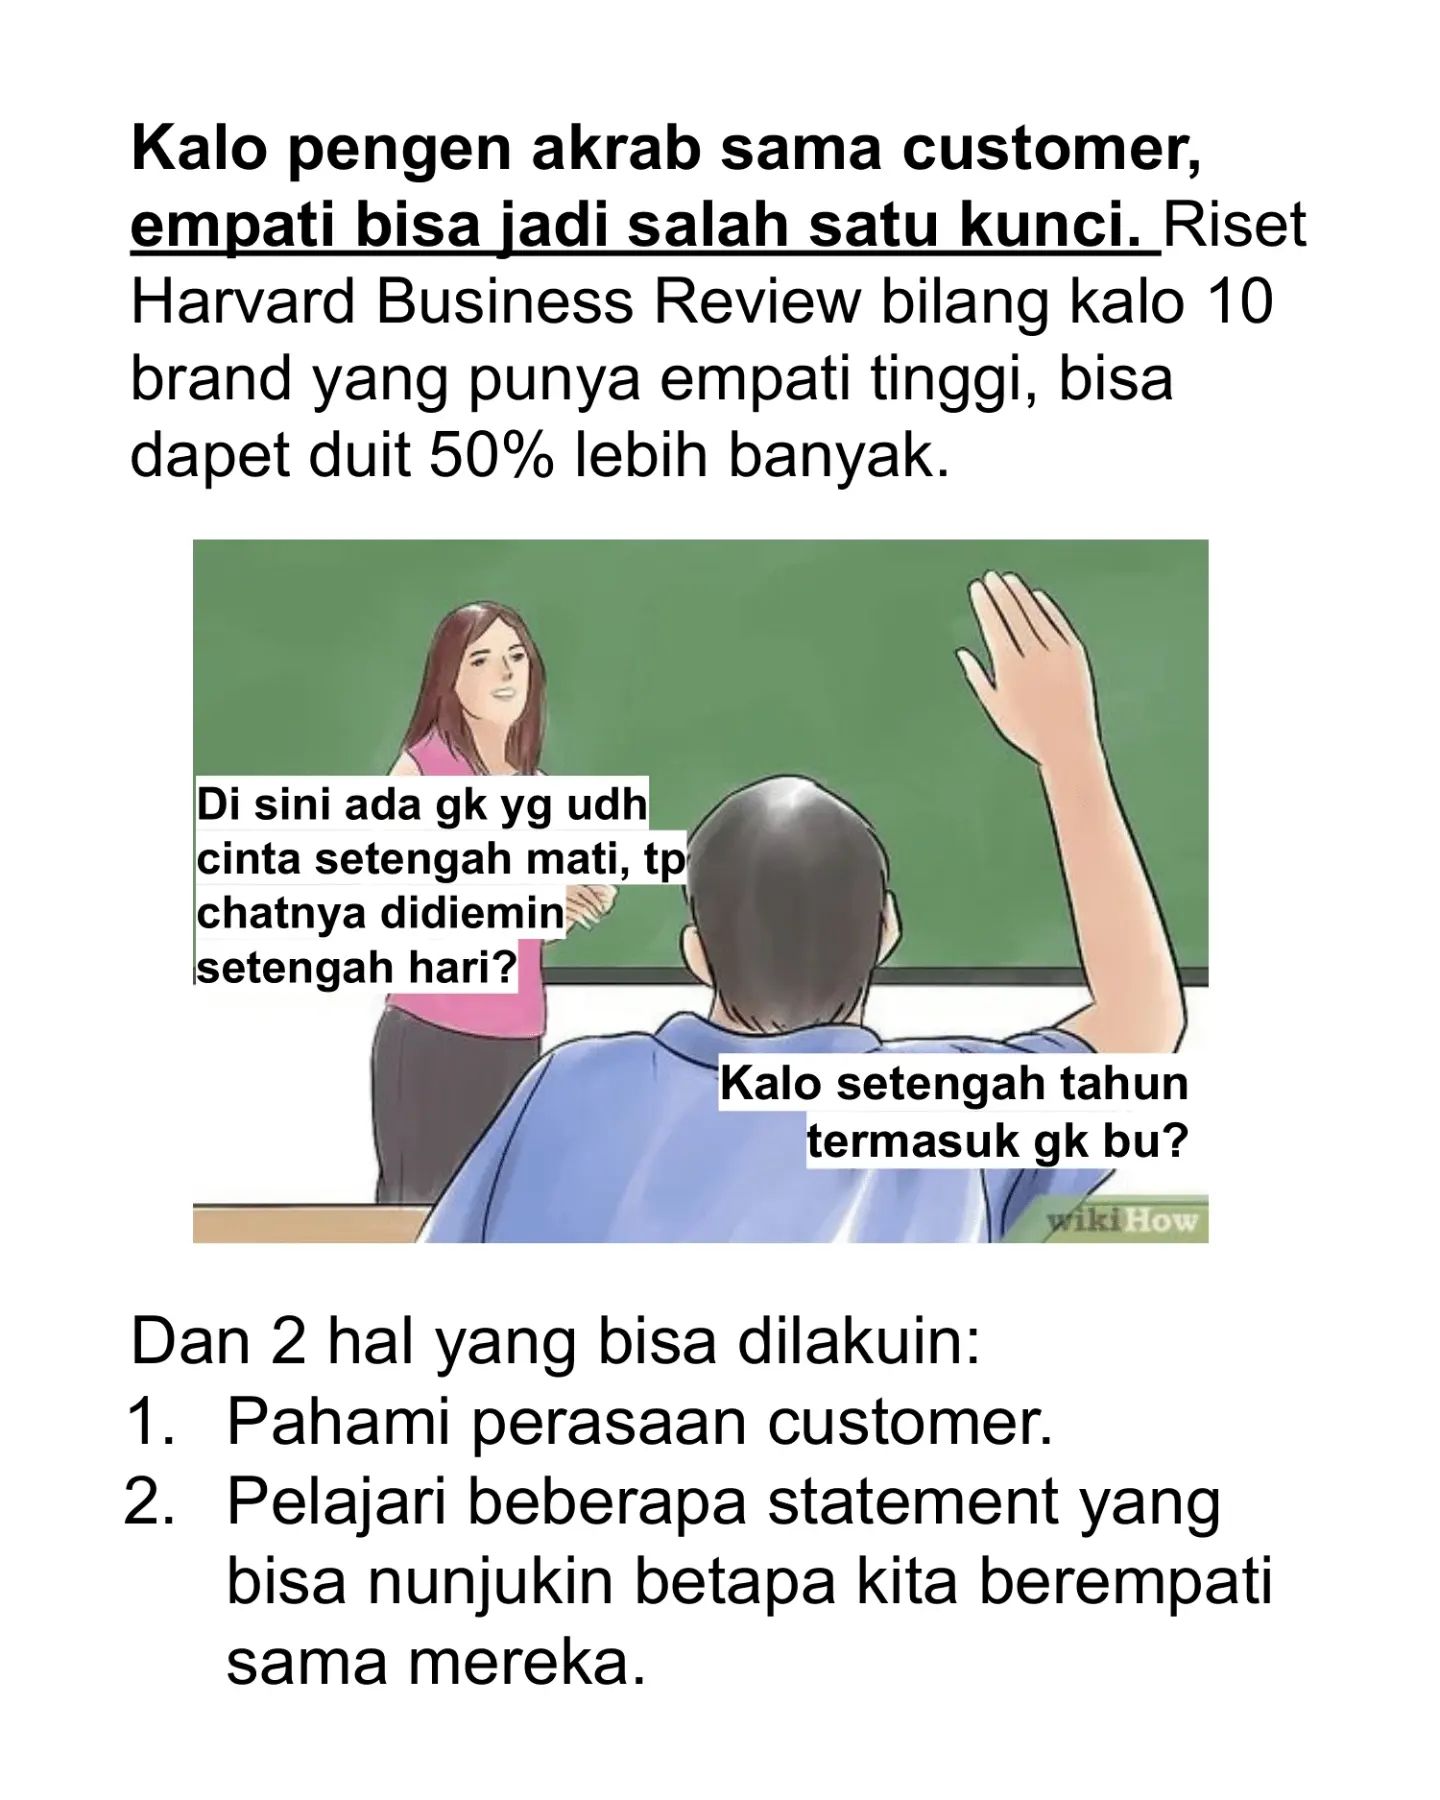 Kalo pengen akrab sama customer,
empati bisa jadi salah satu kunci. Riset
Harvard Business Review bilang kalo 10
brand yang punya empati tinggi, bisa
dapet duit 50% lebih banyak.
Di sini ada gk yg udh
cinta setengah mati, tp
chatnya didiemin
setengah hari?
Kalo setengah tahun
termasuk gk bu?
wikiHow
Dan 2 hal yang bisa dilakuin:
1. Pahami perasaan customer.
2. Pelajari beberapa statement yang
bisa nunjukin betapa kita berempati
sama mereka.